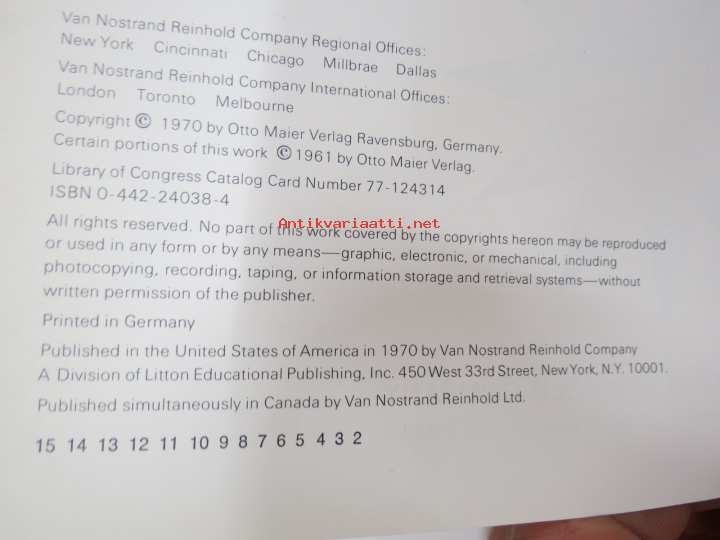 Van Nostrand Reinhold Company Regional Offices:
New York Cincinnati Chicago Millbrae Dallas
Van Nostrand Reinhold Company International Offices:
London Toronto Melbourne
Copyright © 1970 by Otto Maier Verlag Ravensburg, Germany.
Certain portions of this work © 1961 by Otto Maier Verlag.
Library of Congress Catalog Card Number 77-124314
ISBN 0-442-24038-4
Antikvariaatti.net
All rights reserved. No part of this work covered by the copyrights hereon may be reproduced
or used in any form or by any means—graphic, electronic, or mechanical, including
photocopying, recording, taping, or information storage and retrieval systems—without
written permission of the publisher.
Printed in Germany
Published in the United States of America in 1970 by Van Nostrand Reinhold Company
A Division of Litton Educational Publishing, Inc. 450 West 33rd Street, New York, N.Y. 10001.
Published simultaneously in Canada by Van Nostrand Reinhold Ltd.
15 14 13 12 11 10 9 8 7 6 5 4 3 2